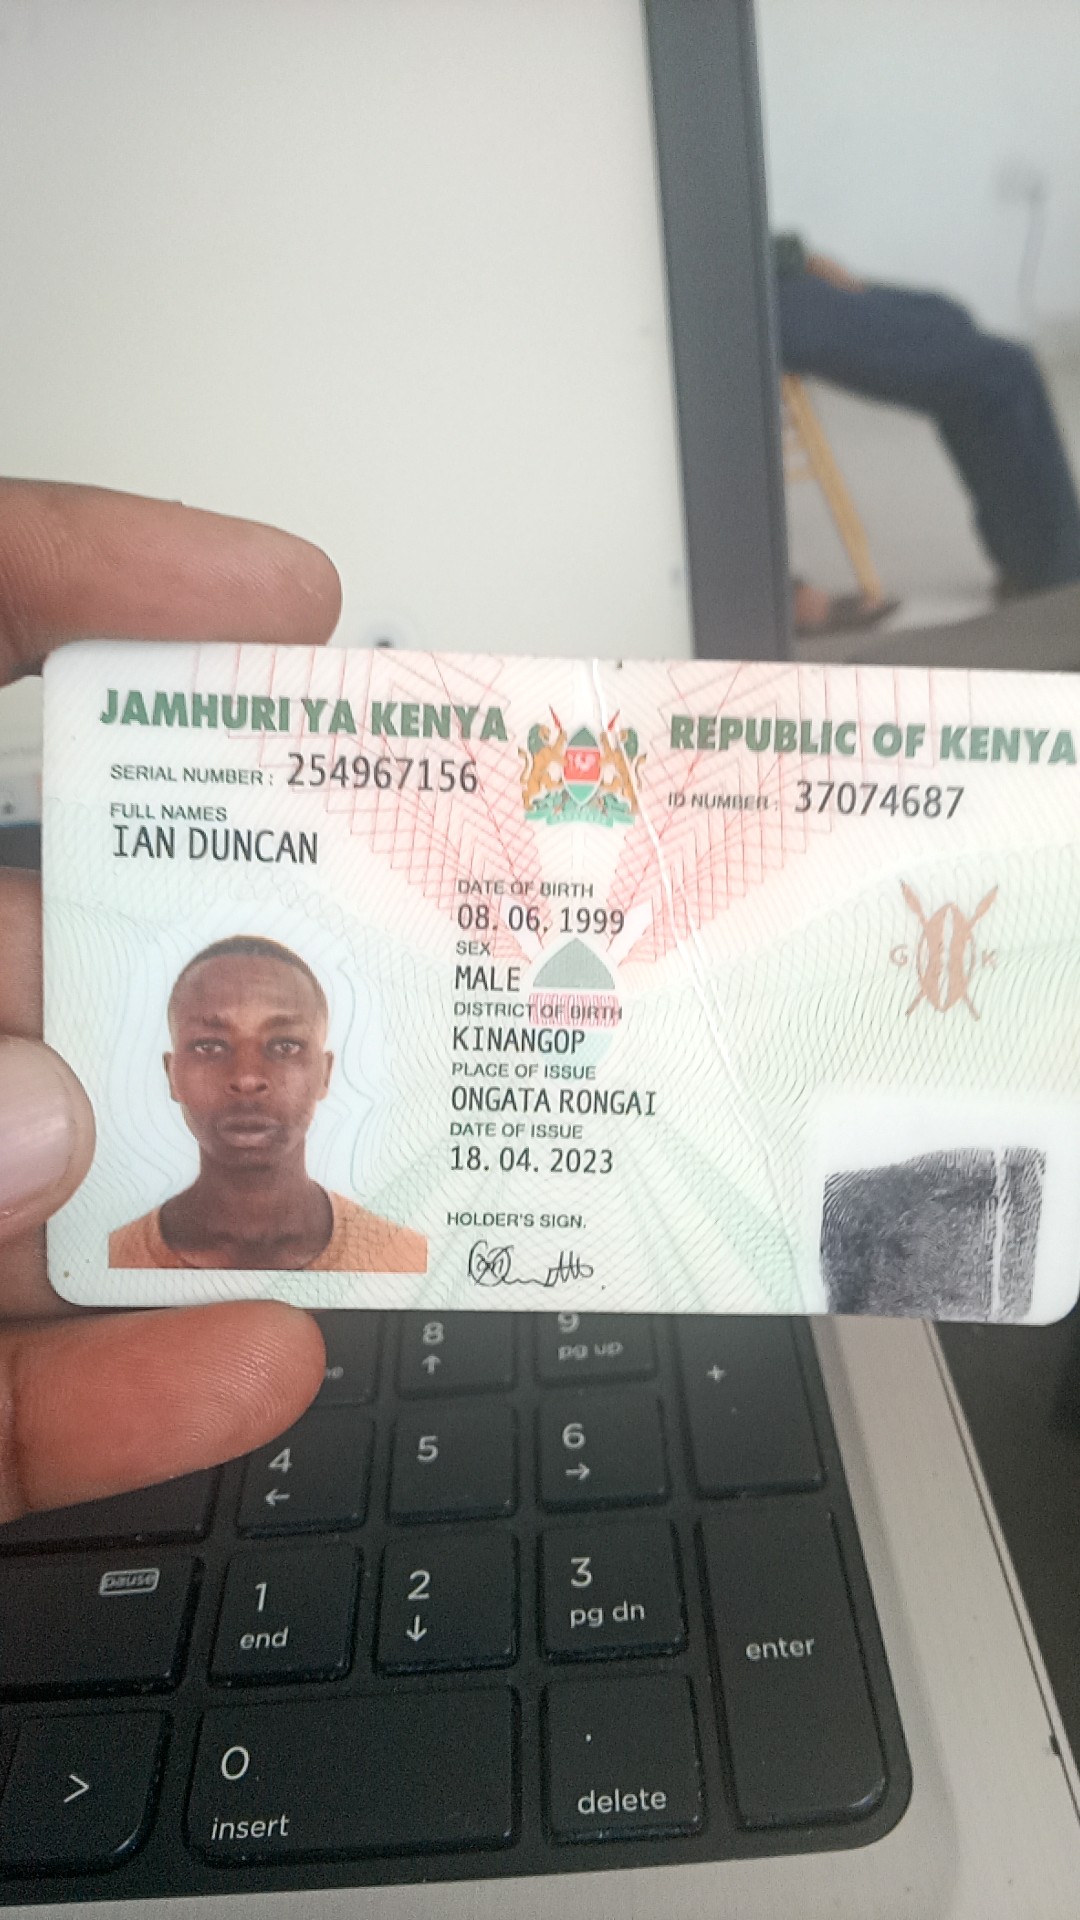 JAMHURI YA KENYA
REPUBLIC OF KENYA
SERIAL NUMBER: 254967156
ID NUMBER: 37074687
FULL NAMES
IAN DUNCAN
DATE OF BIRTH
08. 06. 1999
SEX
MALE
DISTRICT OF BIRTH
KINANGOP
PLACE OF ISSUE
ONGATA RONGAI
DATE OF ISSUE
18. 04. 2023
HOLDER'S SIGN.
G K
8 9
pg up
+
4 5 6
pause
1 2 3
end pg dn
enter
0 .
> insert delete